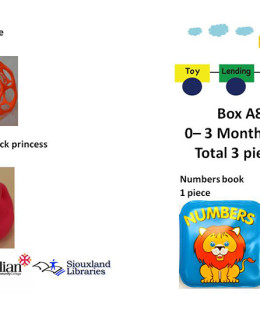 e
ck princess
dian
Siouxland
Libraries
Toy Lending
Box A8
0– 3 Month
Total 3 pie
Numbers book
1 piece
NUMBERS